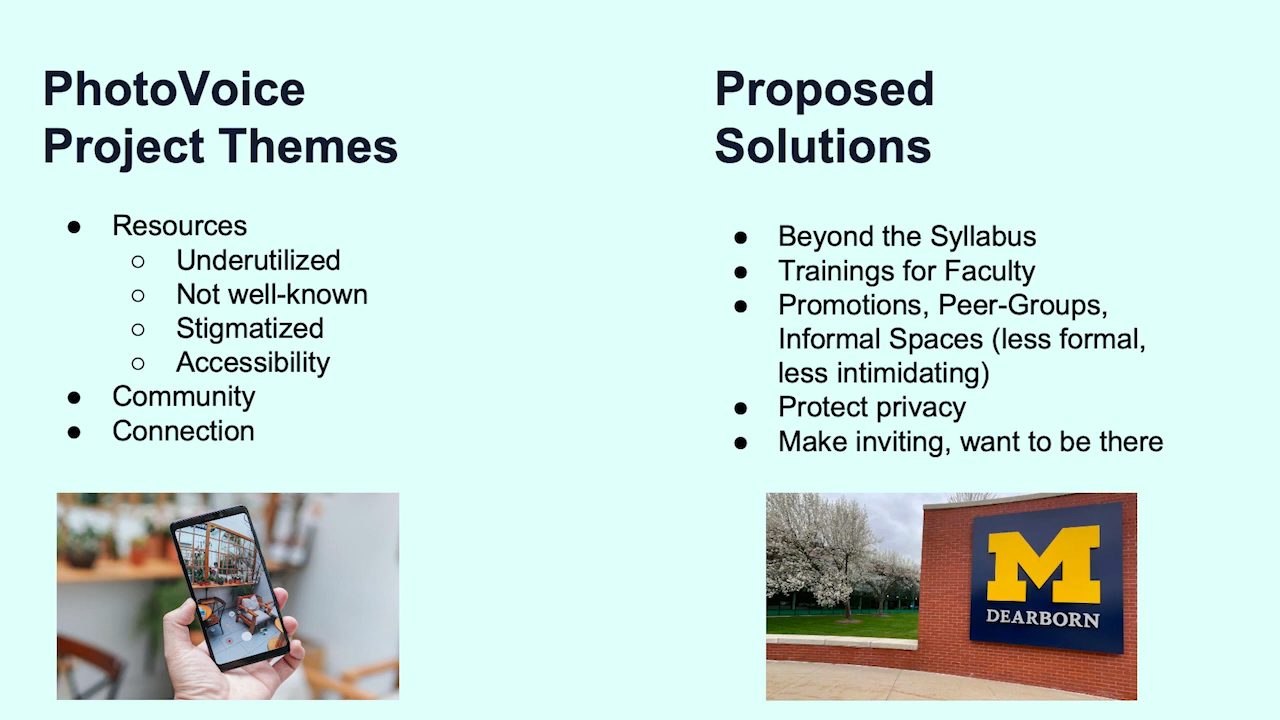 PhotoVoice
Project Themes
● Resources
○ Underutilized
○ Not well-known
○ Stigmatized
○ Accessibility
● Community
● Connection
Proposed
Solutions
● Beyond the Syllabus
● Trainings for Faculty
● Promotions, Peer-Groups,
Informal Spaces (less formal,
less intimidating)
● Protect privacy
● Make inviting, want to be there
M
DEARBORN